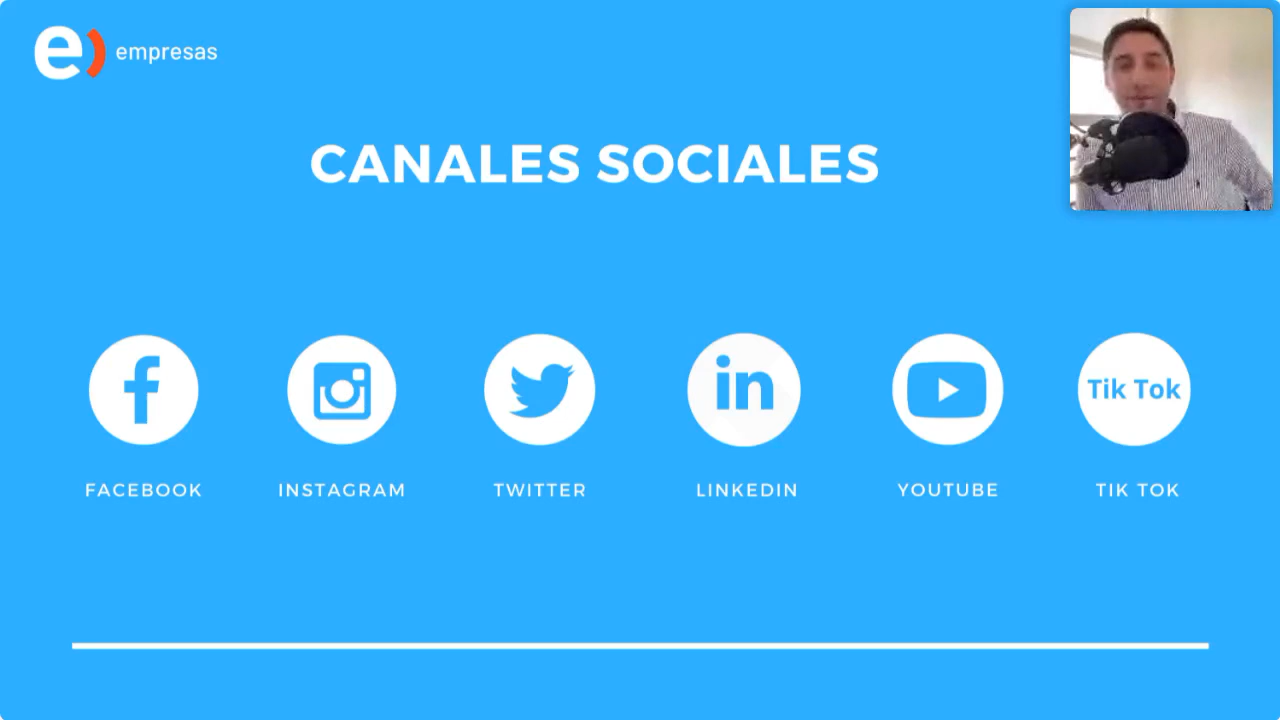 e) empresas
CANALES SOCIALES
f
in
Tik Tok
FACEBOOK
INSTAGRAM
TWITTER
LINKEDIN
YOUTUBE
TIK TOK